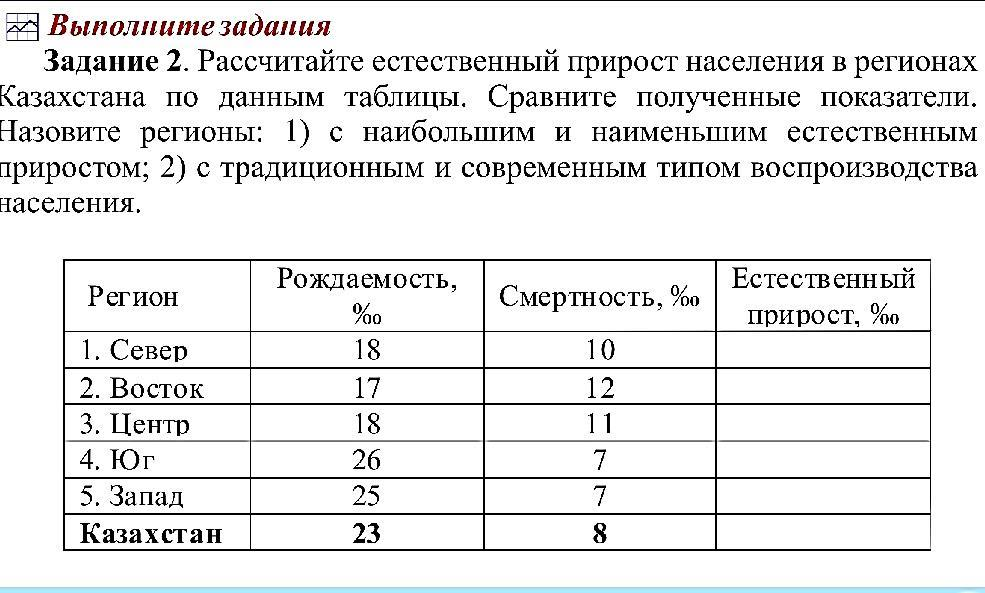 Выполните задания
Задание 2. Рассчитайте естественный прирост населения в регионах
Казахстана по данным таблицы. Сравните полученные показатели.
Назовите регионы: 1) с наибольшим и наименьшим естественным
приростом; 2) с традиционным и современным типом воспроизводства
населения.
Регион Рождаемость, ‰ Смертность, ‰ Естественный прирост, ‰
1. Север 18 10
2. Восток 17 12
3. Центр 18 11
4. Юг 26 7
5. Запад 25 7
Казахстан 23 8